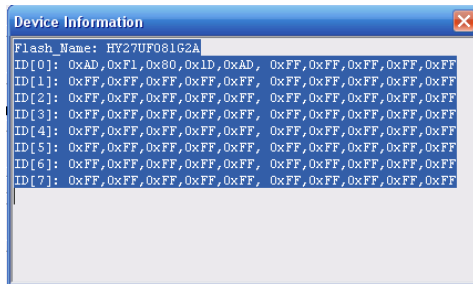 Device Information
Flash_Name: HY27UF081G2A
ID[0]: 0xAD,0xF1,0x80,0x1D,0xAD, 0xFF,0xFF,0xFF,0xFF,0xFF
ID[1]: 0xFF,0xFF,0xFF,0xFF,0xFF, 0xFF,0xFF,0xFF,0xFF,0xFF
ID[2]: 0xFF,0xFF,0xFF,0xFF,0xFF, 0xFF,0xFF,0xFF,0xFF,0xFF
ID[3]: 0xFF,0xFF,0xFF,0xFF,0xFF, 0xFF,0xFF,0xFF,0xFF,0xFF
ID[4]: 0xFF,0xFF,0xFF,0xFF,0xFF, 0xFF,0xFF,0xFF,0xFF,0xFF
ID[5]: 0xFF,0xFF,0xFF,0xFF,0xFF, 0xFF,0xFF,0xFF,0xFF,0xFF
ID[6]: 0xFF,0xFF,0xFF,0xFF,0xFF, 0xFF,0xFF,0xFF,0xFF,0xFF
ID[7]: 0xFF,0xFF,0xFF,0xFF,0xFF, 0xFF,0xFF,0xFF,0xFF,0xFF